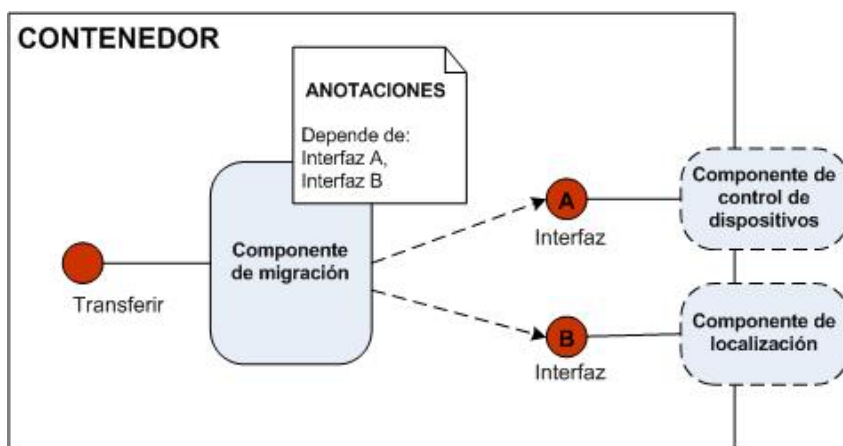 CONTENEDOR
ANOTACIONES
Depende de:
Interfaz A,
Interfaz B
Componente
de migración
Transferir
A
Interfaz
B
Interfaz
Componente de
control de
dispositivos
Componente de
localización